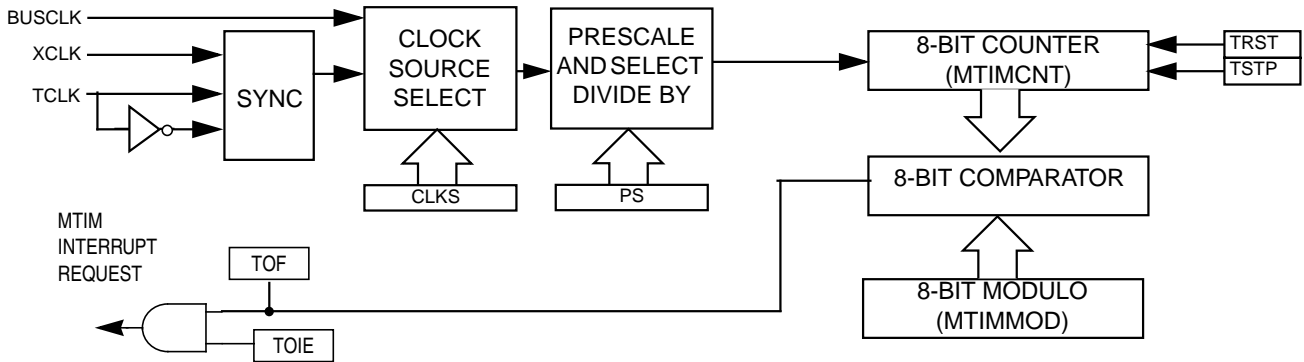 BUSCLK
XCLK
TCLK
SYNC
CLOCK
SOURCE
SELECT
CLKS
PRESCALE
AND SELECT
DIVIDE BY
PS
8-BIT COUNTER
(MTIMCNT)
TRST
TSTP
8-BIT COMPARATOR
8-BIT MODULO
(MTIMMOD)
MTIM
INTERRUPT
REQUEST
TOF
TOIE